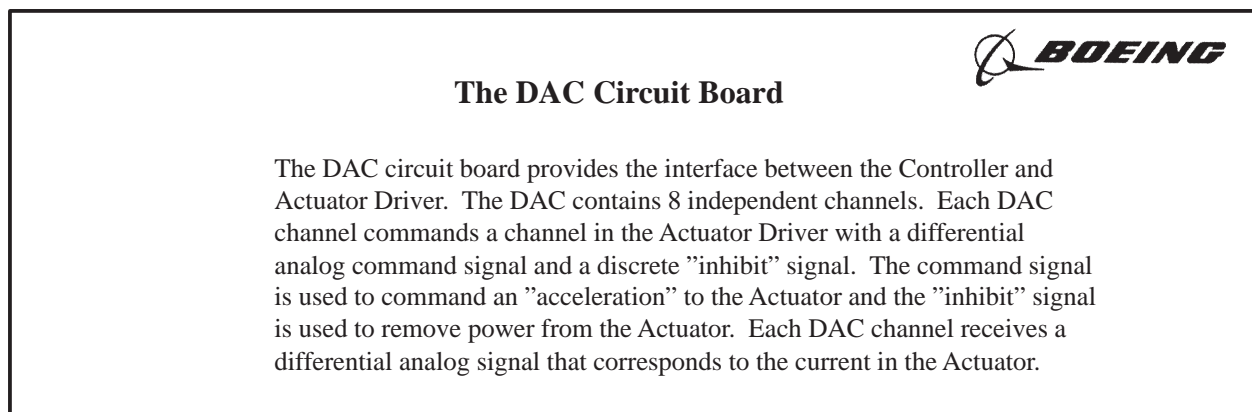 BOEING
The DAC Circuit Board
The DAC circuit board provides the interface between the Controller and
Actuator Driver.  The DAC contains 8 independent channels.  Each DAC
channel commands a channel in the Actuator Driver with a differential
analog command signal and a discrete ”inhibit” signal.  The command signal
is used to command an ”acceleration” to the Actuator and the ”inhibit” signal
is used to remove power from the Actuator.  Each DAC channel receives a
differential analog signal that corresponds to the current in the Actuator.